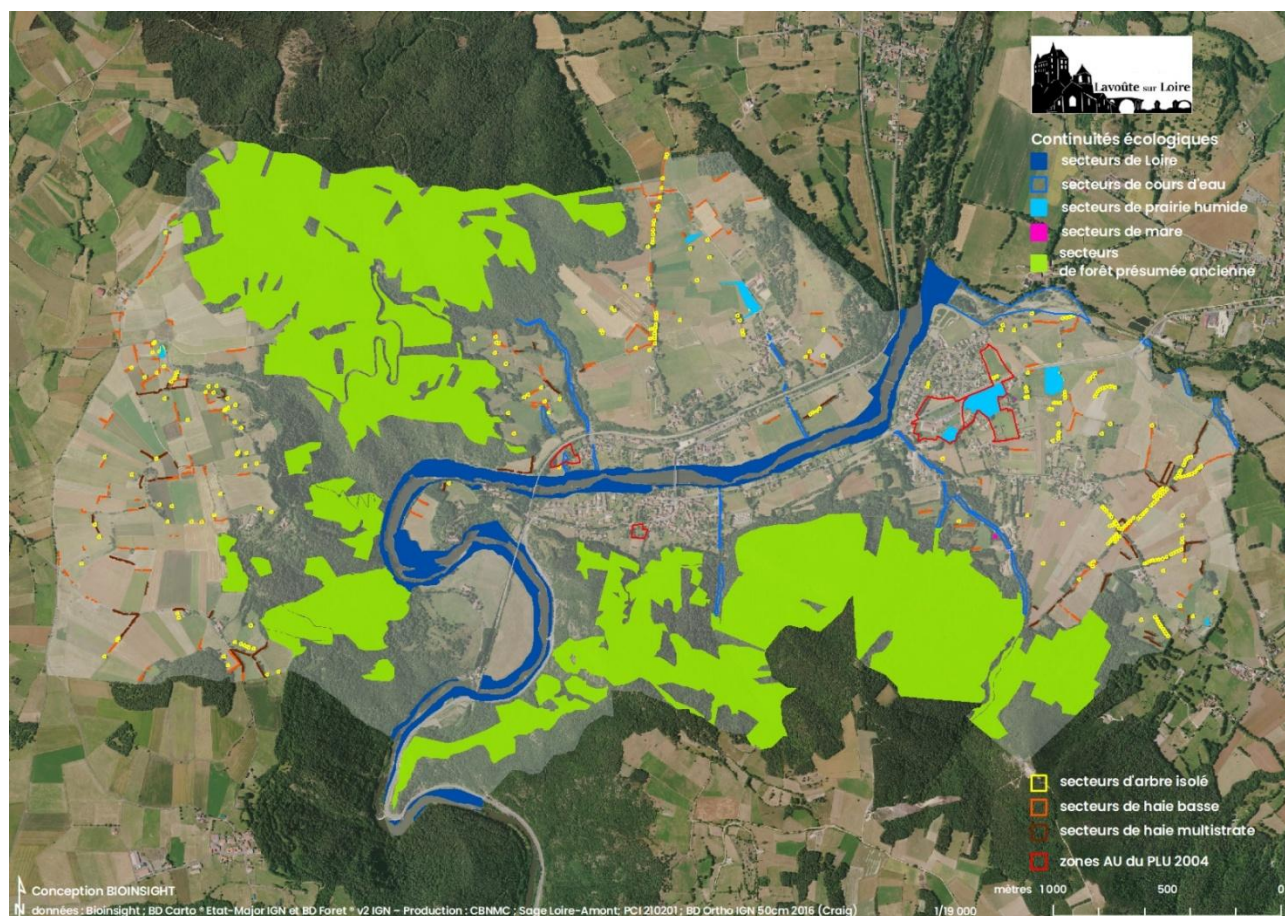 Lavoûte sur Loire
Continuités écologiques
secteurs de Loire
secteurs de cours d'eau
secteurs de prairie humide
secteurs de mare
secteurs
de forêt présumée ancienne
secteurs d'arbre isolé
secteurs de haie basse
secteurs de haie multistrate
zones AU du PLU 2004
mètres 1 000 500 0
Conception BIOINSIGHT
N données : Bioinsight ; BD Carto ® Etat-Major IGN et BD Foret ® v2 IGN – Production : CBNMC ; Sage Loire-Amont; PCI 210201 ; BD Ortho IGN 50cm 2016 (Craig) 1/19 000